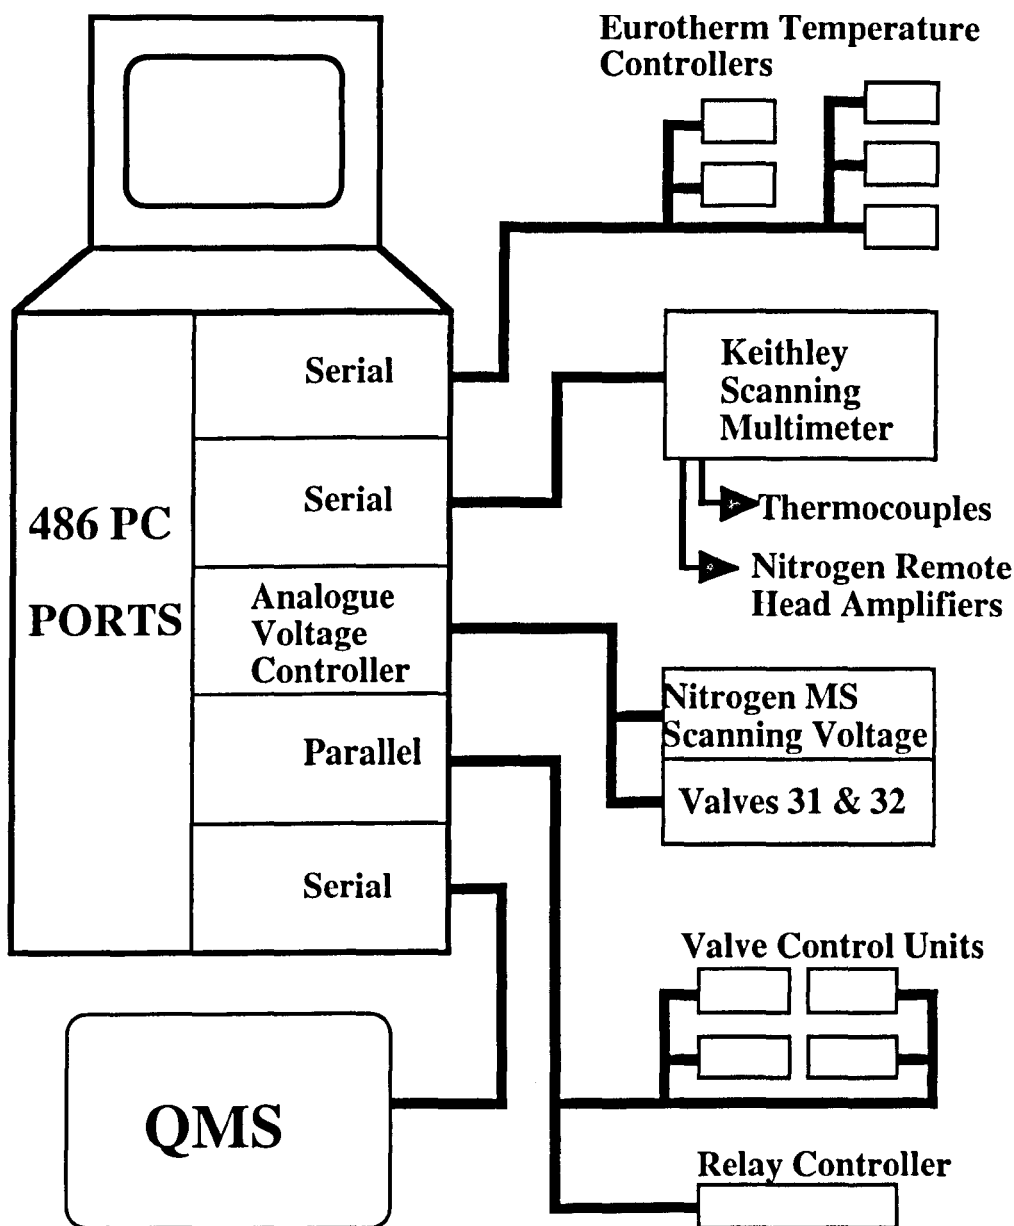 Eurotherm Temperature
Controllers
Serial
Keithley
Scanning
Multimeter
Serial
486 PC
PORTS
Thermocouples
Nitrogen Remote
Head Amplifiers
Analogue
Voltage
Controller
Nitrogen MS
Scanning Voltage
Parallel
Valves 31 & 32
Serial
Valve Control Units
QMS
Relay Controller